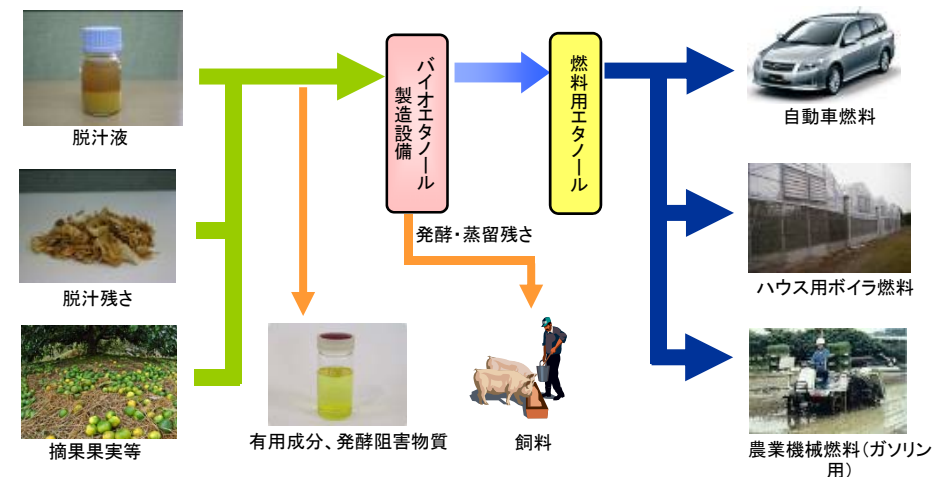 脱汁液
脱汁残さ
摘果果実等
バイオエタノール
製造設備
燃料用エタノール
発酵・蒸留残さ
有用成分、発酵阻害物質
飼料
自動車燃料
ハウス用ボイラ燃料
農業機械燃料(ガソリン
用)